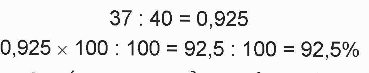 37 : 40 = 0,925
0,925 × 100 : 100 = 92,5 : 100 = 92,5%